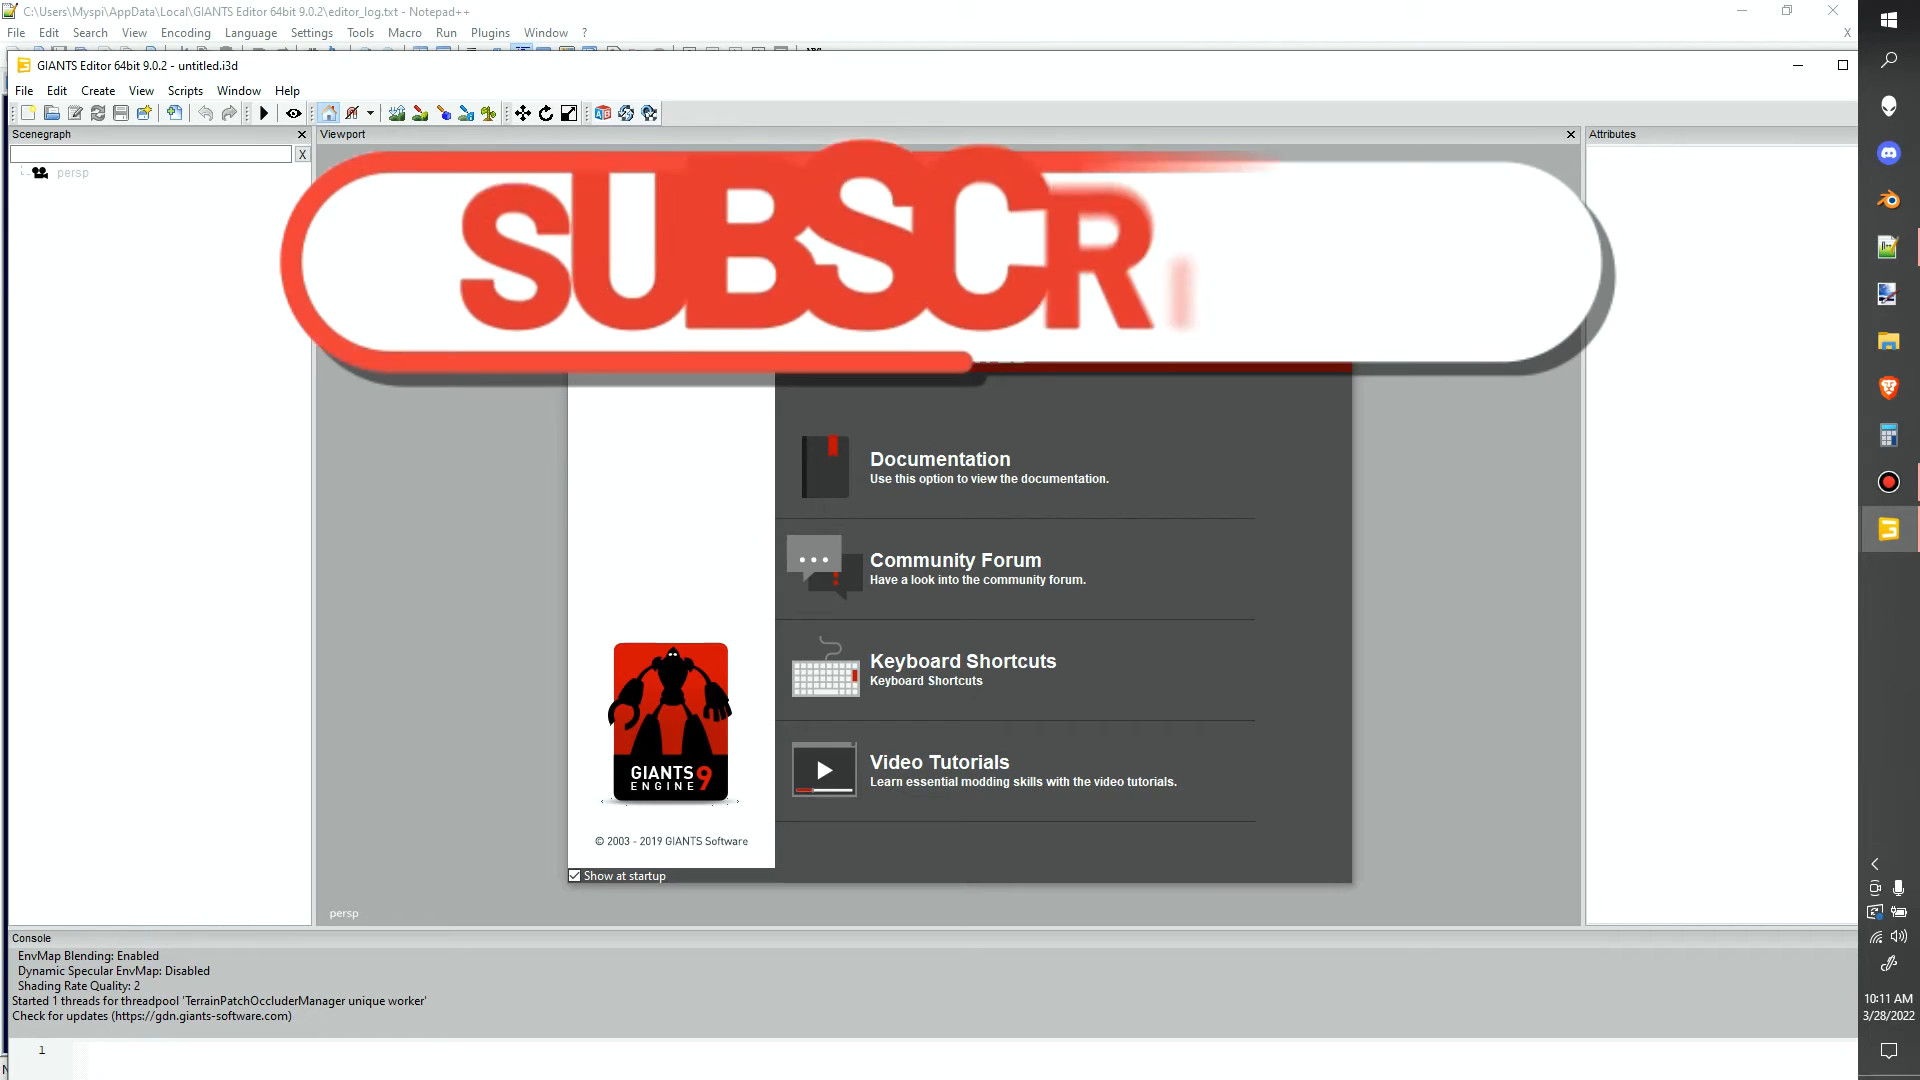 C:\Users\Myspi\AppData\Local\GIANTS Editor 64bit 9.0.2\editor_log.txt - Notepad++
File Edit Search View Encoding Language Settings Tools Macro Run Plugins Window ? X
GIANTS Editor 64bit 9.0.2 - untitled.i3d
File Edit Create View Scripts Window Help
Scenegraph
Viewport
Attributes
X
persp
SUBSCRI
Documentation
Use this option to view the documentation.
Community Forum
Have a look into the community forum.
Keyboard Shortcuts
Keyboard Shortcuts
Video Tutorials
Learn essential modding skills with the video tutorials.
GIANTS 9
ENGINE
© 2003 - 2019 GIANTS Software
Show at startup
persp
Console
EnvMap Blending: Enabled
Dynamic Specular EnvMap: Disabled
Shading Rate Quality: 2
Started 1 threads for threadpool 'TerrainPatchOccluderManager unique worker'
Check for updates (https://gdn.giants-software.com)
1
10:11 AM
3/28/2022